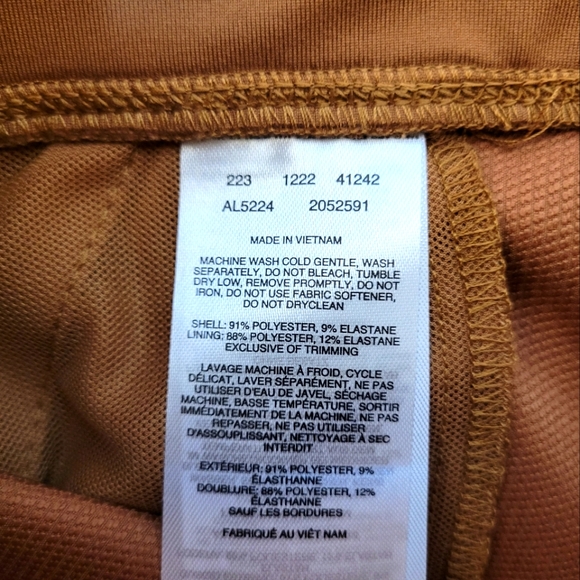 223 1222 41242
AL5224 2052591
MADE IN VIETNAM
MACHINE WASH COLD GENTLE, WASH
SEPARATELY, DO NOT BLEACH, TUMBLE
DRY LOW, REMOVE PROMPTLY, DO NOT
IRON, DO NOT USE FABRIC SOFTENER,
DO NOT DRYCLEAN
SHELL: 91% POLYESTER, 9% ELASTANE
LINING: 88% POLYESTER, 12% ELASTANE
EXCLUSIVE OF TRIMMING
LAVAGE MACHINE À FROID, CYCLE
DÉLICAT, LAVER SÉPARÉMENT, NE PAS
UTILISER D'EAU DE JAVEL, SÉCHAGE
MACHINE, BASSE TEMPÉRATURE, SORTIR
IMMÉDIATEMENT DE LA MACHINE, NE PAS
REPASSER, NE PAS UTILISER
D'ASSOUPLISSANT, NETTOYAGE À SEC
INTERDIT
EXTÉRIEUR: 91% POLYESTER, 9%
ÉLASTHANNE
DOUBLURE: 88% POLYESTER, 12%
ÉLASTHANNE
SAUF LES BORDURES
FABRIQUÉ AU VIÊT NAM